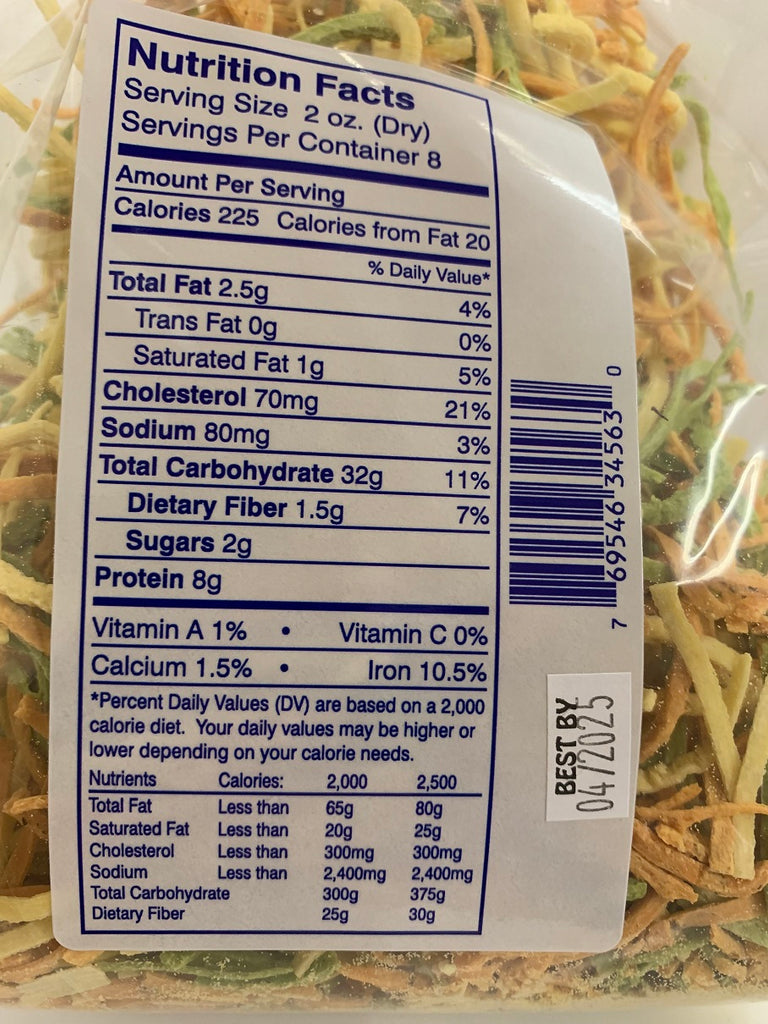 Nutrition Facts
Serving Size 2 oz. (Dry)
Servings Per Container 8
Amount Per Serving
Calories 225 Calories from Fat 20
% Daily Value*
Total Fat 2.5g 4%
Trans Fat 0g 0%
Saturated Fat 1g 5%
Cholesterol 70mg 21%
Sodium 80mg 3%
Total Carbohydrate 32g 11%
Dietary Fiber 1.5g 7%
Sugars 2g
Protein 8g
Vitamin A 1% • Vitamin C 0%
Calcium 1.5% • Iron 10.5%
*Percent Daily Values (DV) are based on a 2,000
calorie diet. Your daily values may be higher or
lower depending on your calorie needs.
Nutrients Calories: 2,000 2,500
Total Fat Less than 65g 80g
Saturated Fat Less than 20g 25g
Cholesterol Less than 300mg 300mg
Sodium Less than 2,400mg 2,400mg
Total Carbohydrate 300g 375g
Dietary Fiber 25g 30g
7 69546 34563 0
BEST BY
04/2025